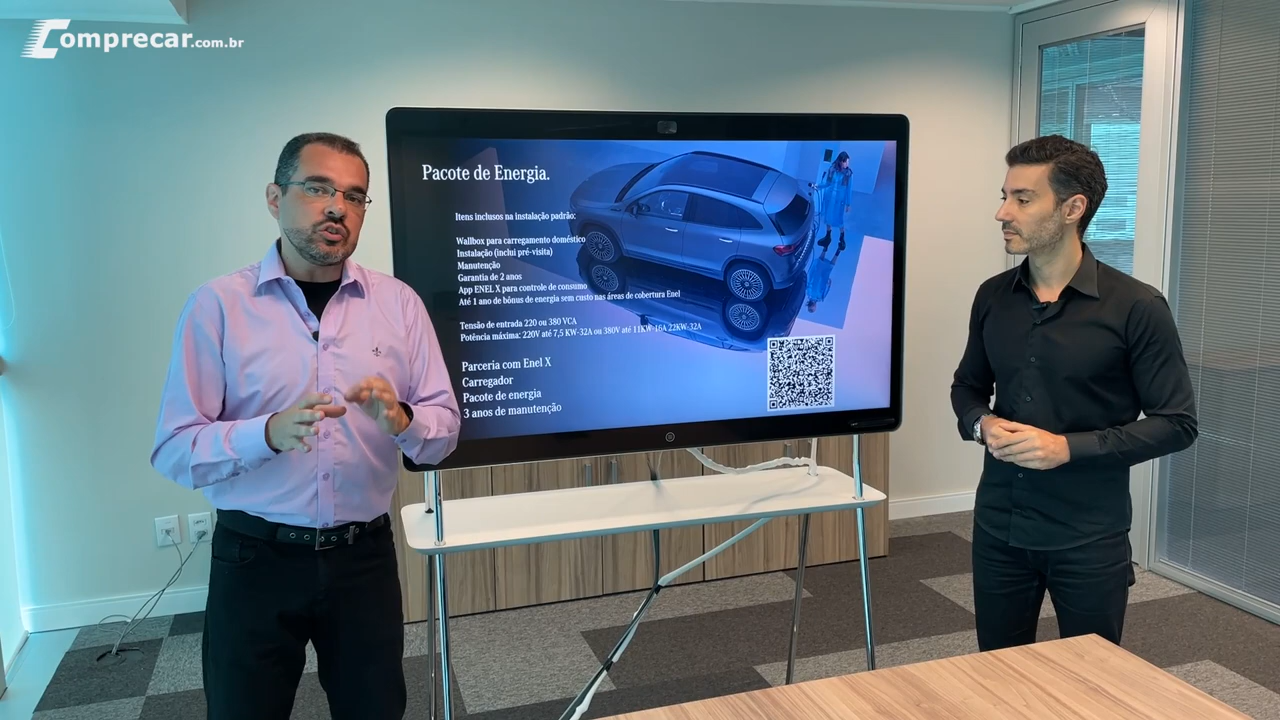 Comprecar.com.br
Pacote de Energia.
Itens inclusos na instalação padrão:
Wallbox para carregamento doméstico
Instalação (inclui pré-visita)
Manutenção
Garantia de 2 anos
App ENEL X para controle de consumo
Até 1 ano de bônus de energia sem custo nas áreas de cobertura Enel
Tensão de entrada 220 ou 380 VCA
Potência máxima: 220V até 7,5 KW-32A ou 380V até 11KW-16A 22KW-32A
Parceria com Enel X
Carregador
Pacote de energia
3 anos de manutenção